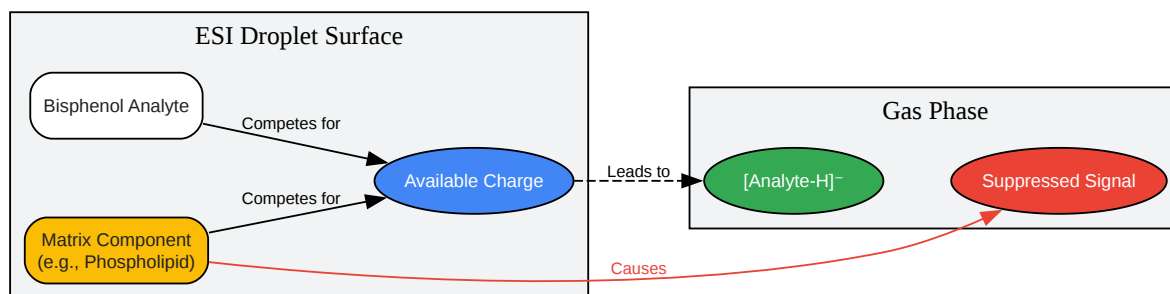 ESI Droplet Surface
Bisphenol Analyte
Competes for
Available Charge
Competes for
Matrix Component
(e.g., Phospholipid)
Leads to
Gas Phase
[Analyte-H]⁻
Suppressed Signal
Causes